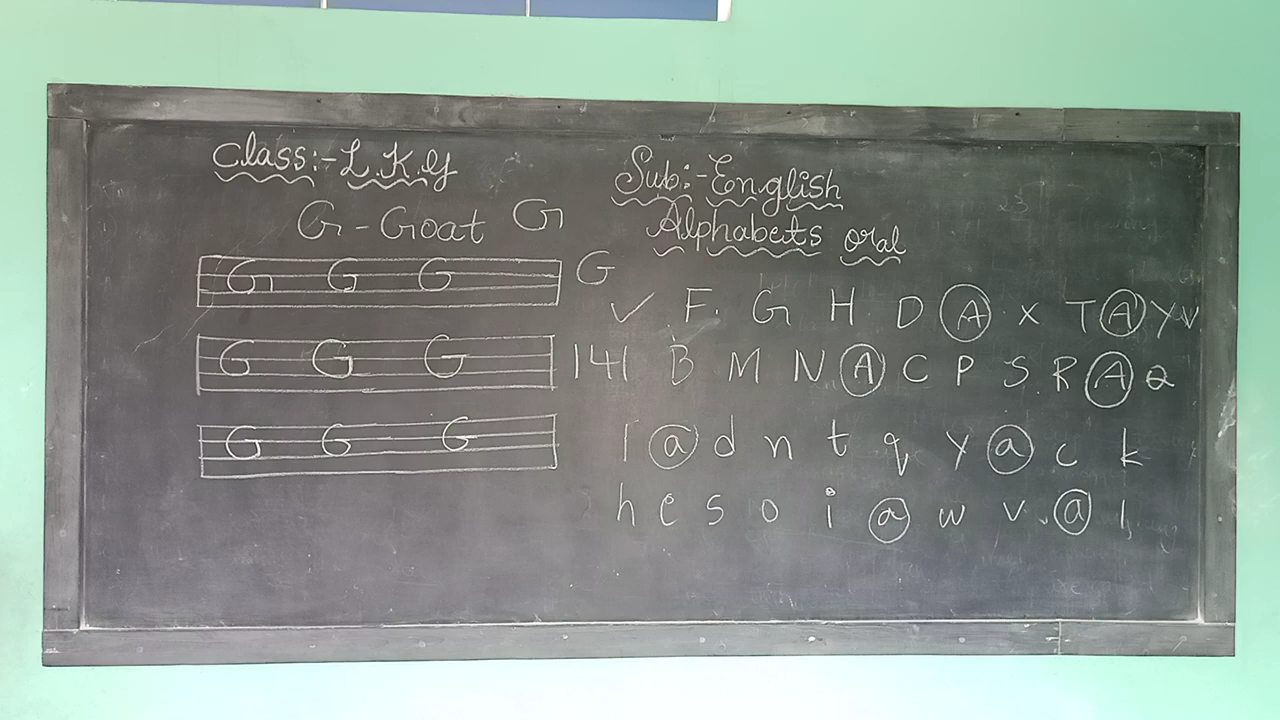 Class:- L.K.G
G - Goat G
G G G
G G G
G G G
Sub:- English
Alphabets oral
G
✓ F. G H D A X T A Y v
141 B M N A C P S R A Q
l a d n t q y a c k
h e s o i a w v a l